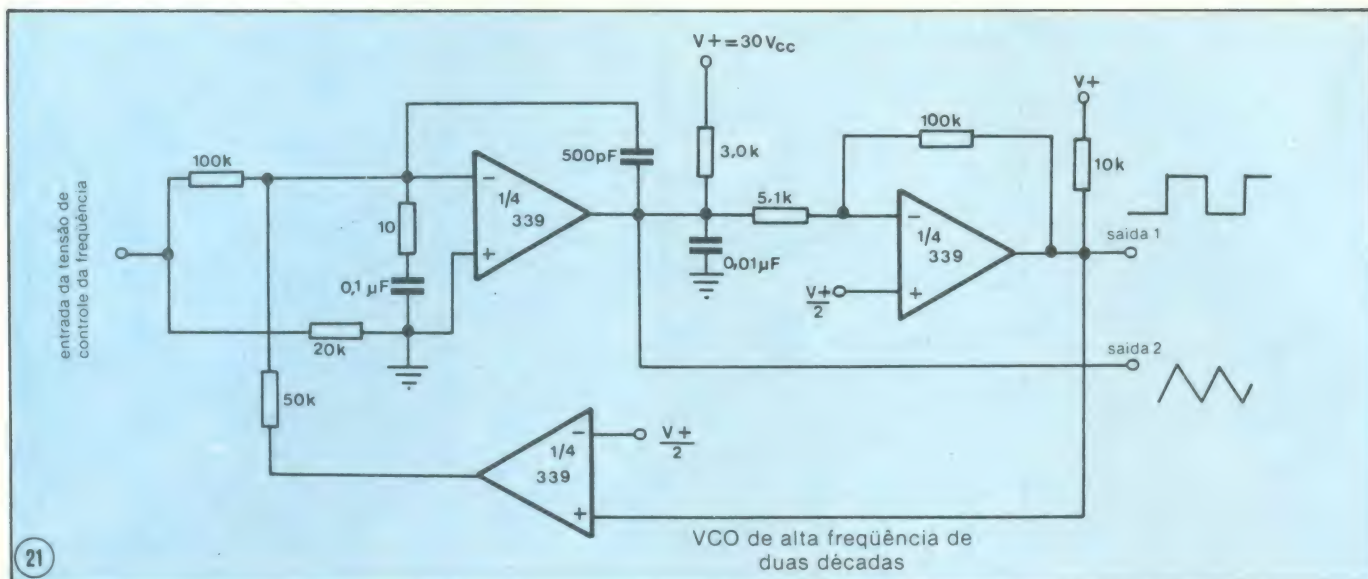 V+ = 30 Vcc
V+
100k
100k
500pF
3,0k
10k
5,1k
1/4
339
10
0,1 µF
0,01µF
1/4
339
saida 1
V+
2
entrada da tensão de
controle da freqüência
20k
saida 2
50k
V+
2
1/4
339
VCO de alta freqüência de
duas décadas
21